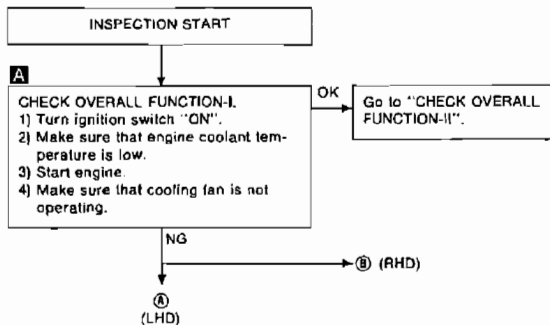 INSPECTION START
A
CHECK OVERALL FUNCTION-I.
1) Turn ignition switch "ON".
2) Make sure that engine coolant tem-
perature is low.
3) Start engine.
4) Make sure that cooling fan is not
operating.
OK
Go to "CHECK OVERALL
FUNCTION-II".
NG
B (RHD)
A
(LHD)